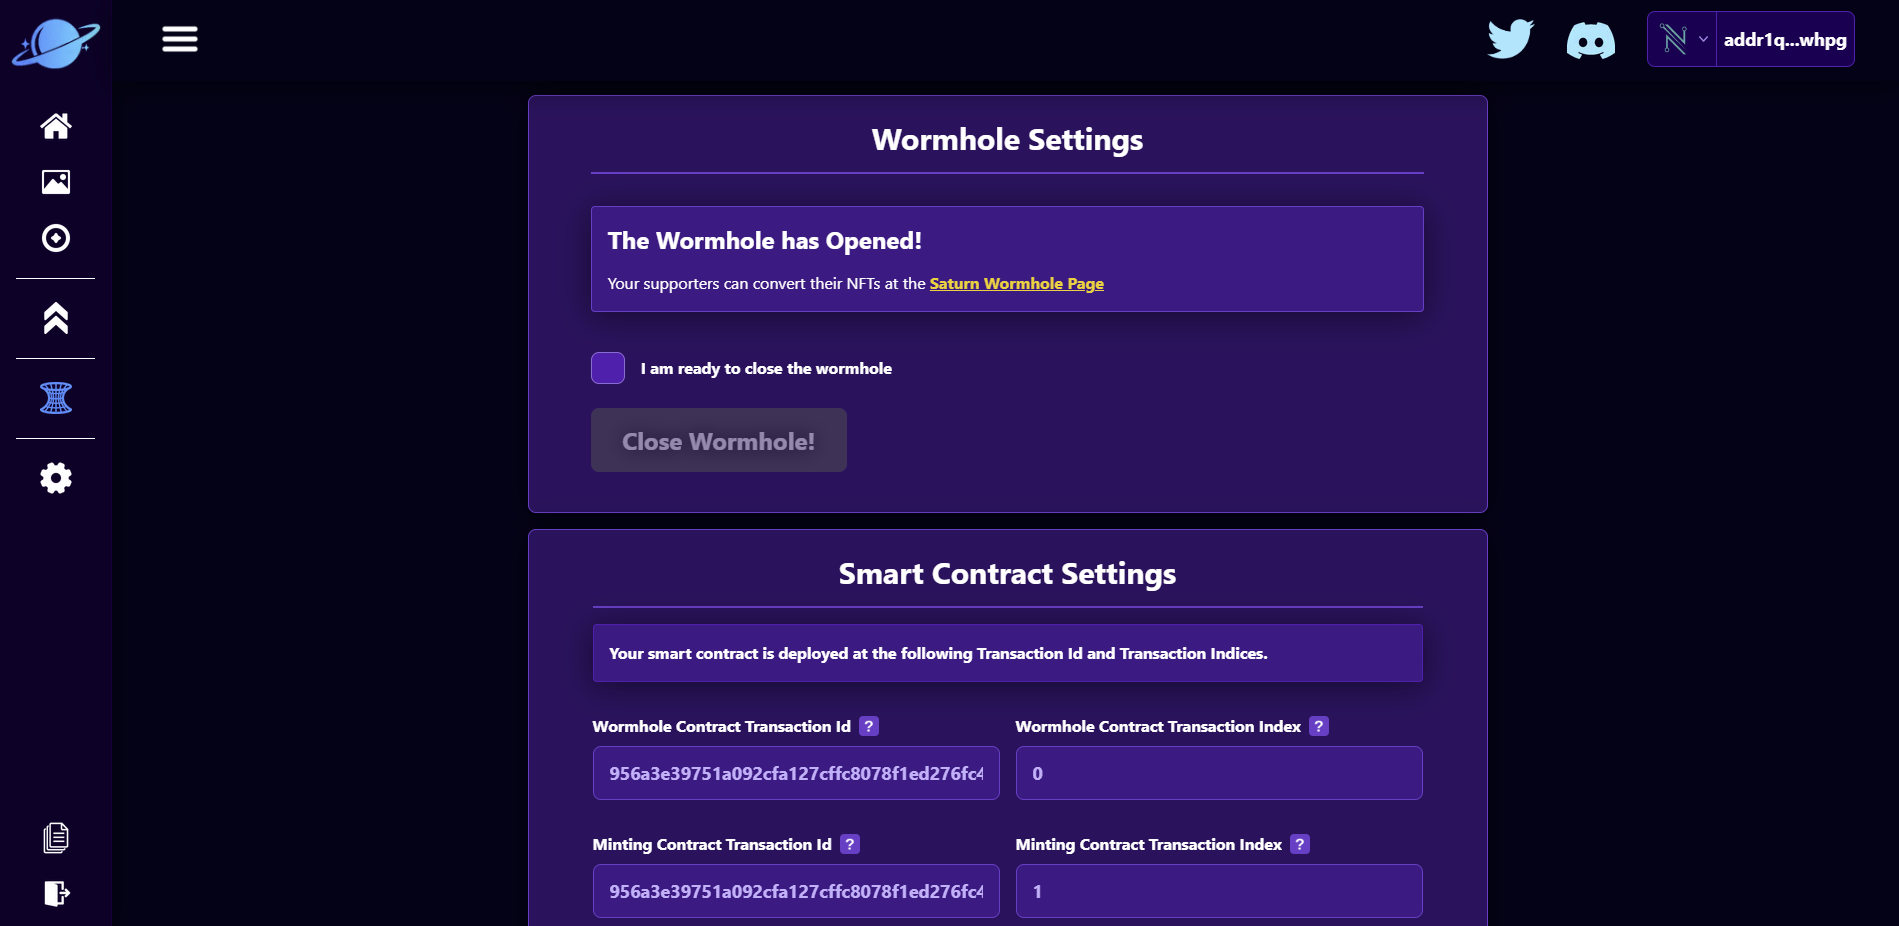 addr1q...whpg
Wormhole Settings
The Wormhole has Opened!
Your supporters can convert their NFTs at the Saturn Wormhole Page
I am ready to close the wormhole
Close Wormhole!
Smart Contract Settings
Your smart contract is deployed at the following Transaction Id and Transaction Indices.
Wormhole Contract Transaction Id ?
Wormhole Contract Transaction Index ?
956a3e39751a092cfa127cffc8078f1ed276fc4
0
Minting Contract Transaction Id ?
Minting Contract Transaction Index ?
956a3e39751a092cfa127cffc8078f1ed276fc4
1